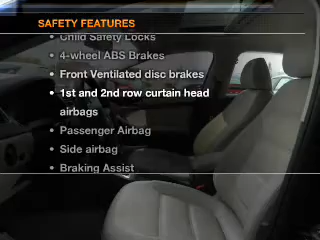 SAFETY FEATURES
• Child Safety Locks
• 4-wheel ABS Brakes
• Front Ventilated disc brakes
• 1st and 2nd row curtain head
airbags
• Passenger Airbag
• Side airbag
• Braking Assist